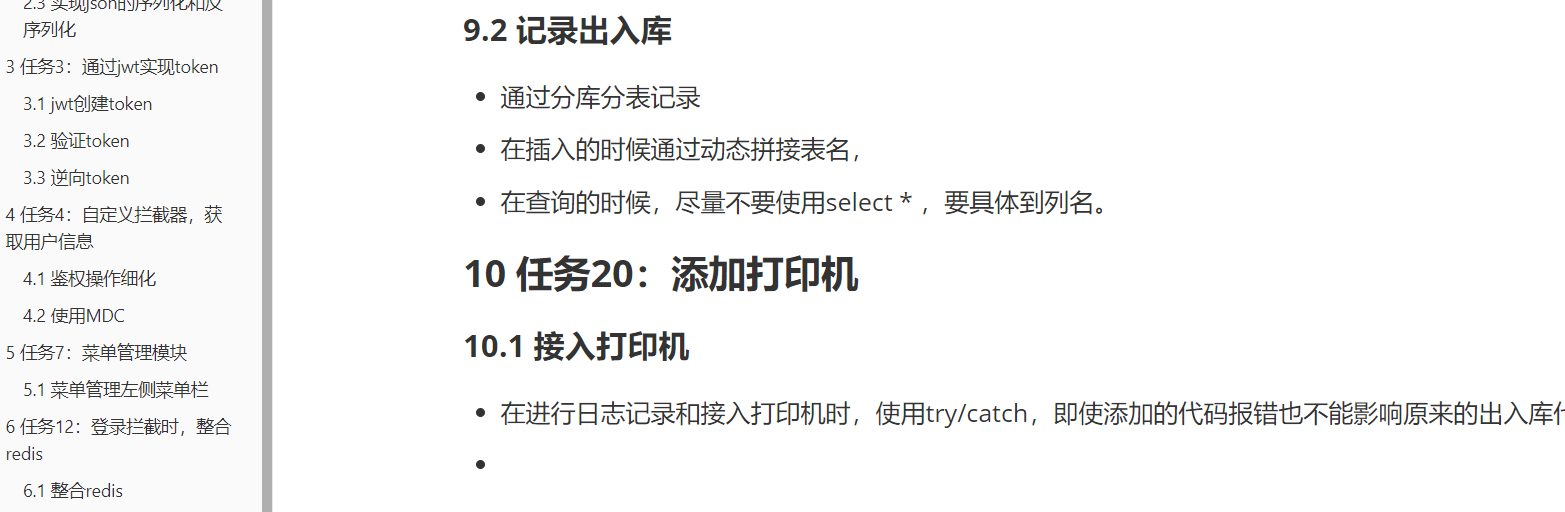 2.3 实现json的序列化和反
序列化
3 任务3：通过jwt实现token
3.1 jwt创建token
3.2 验证token
3.3 逆向token
4 任务4：自定义拦截器，获
取用户信息
4.1 鉴权操作细化
4.2 使用MDC
5 任务7：菜单管理模块
5.1 菜单管理左侧菜单栏
6 任务12：登录拦截时，整合
redis
6.1 整合redis
9.2 记录出入库
通过分库分表记录
在插入的时候通过动态拼接表名，
在查询的时候，尽量不要使用select * ，要具体到列名。
10 任务20：添加打印机
10.1 接入打印机
在进行日志记录和接入打印机时，使用try/catch，即使添加的代码报错也不能影响原来的出入库